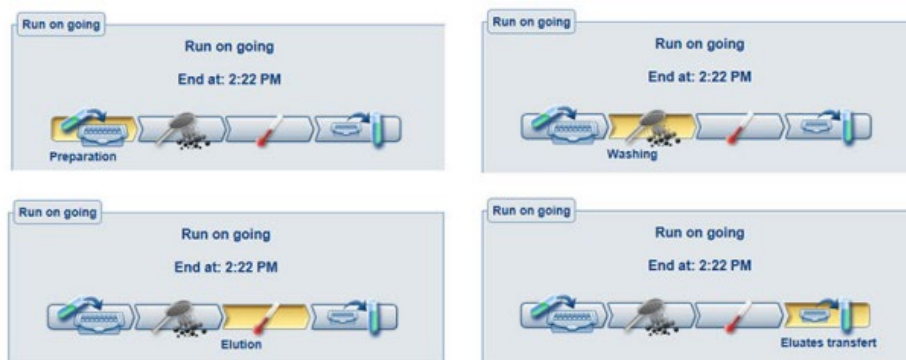 Run on going
Run on going
End at: 2:22 PM
Preparation
Run on going
Run on going
End at: 2:22 PM
Washing
Run on going
Run on going
End at: 2:22 PM
Elution
Run on going
Run on going
End at: 2:22 PM
Eluates transfert